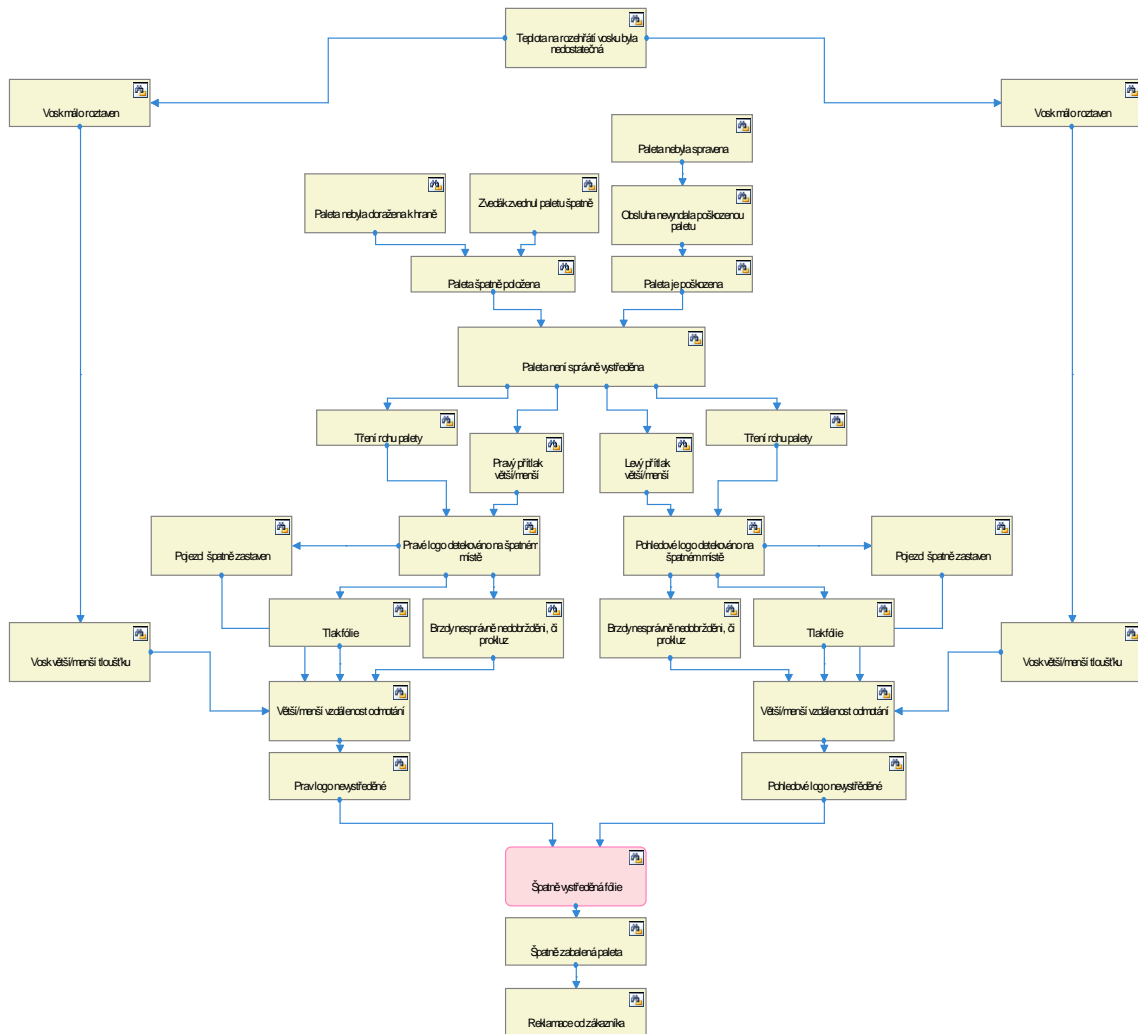 Teplota na rozehřátí vosku byla
nedostatečná
Vosk málo roztaven
Vosk málo roztaven
Paleta nebyla spravena
Paleta nebyla doražena k hraně
Zvedák zvednul paletu špatně
Obsluha nevyndala poškozenou
paletu
Paleta špatně položena
Paleta je poškozena
Paleta není správně vystředěna
Tření rohu palety
Tření rohu palety
Pravý přítlak
větší/menší
Levý přítlak
větší/menší
Pojezd špatně zastaven
Pravé logo detekováno na špatném
místě
Pohledové logo detekováno na
špatném místě
Pojezd špatně zastaven
Tlak fólie
Brzdy nesprávně nedobrždění, či
prokluz
Brzdy nesprávně nedobrždění, či
prokluz
Tlak fólie
Vosk větší/menší tloušťku
Vosk větší/menší tloušťku
Větší/menší vzdálenost odmotání
Větší/menší vzdálenost odmotání
Prav logo nevystředěné
Pohledové logo nevystředěné
Špatně vystředěná fólie
Špatně zabalená paleta
Reklamace od zákazníka